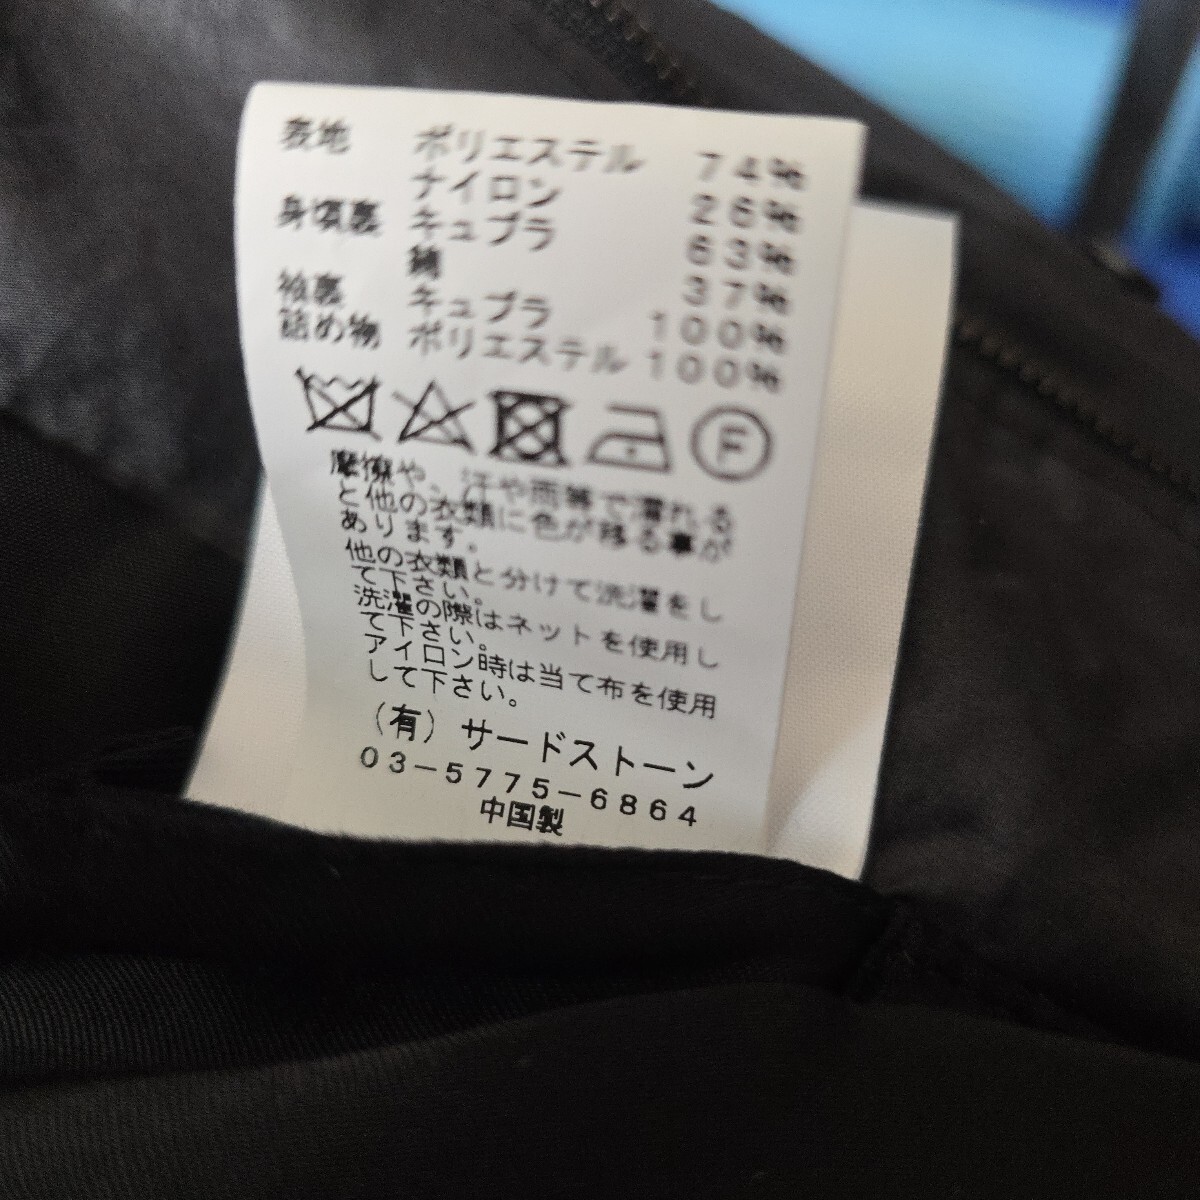 表地 ポリエステル 74%
ナイロン 26%
身頃裏 キュプラ 63%
綿 37%
袖裏 キュプラ 100%
詰め物 ポリエステル 100%
F
摩擦や、汗や雨等で濡れる
と他の衣類に色が移る事が
あります。
他の衣類と分けて洗濯をし
て下さい。
洗濯の際はネットを使用し
て下さい。
アイロン時は当て布を使用
して下さい。
（有）サードストーン
03－5775－6864
中国製